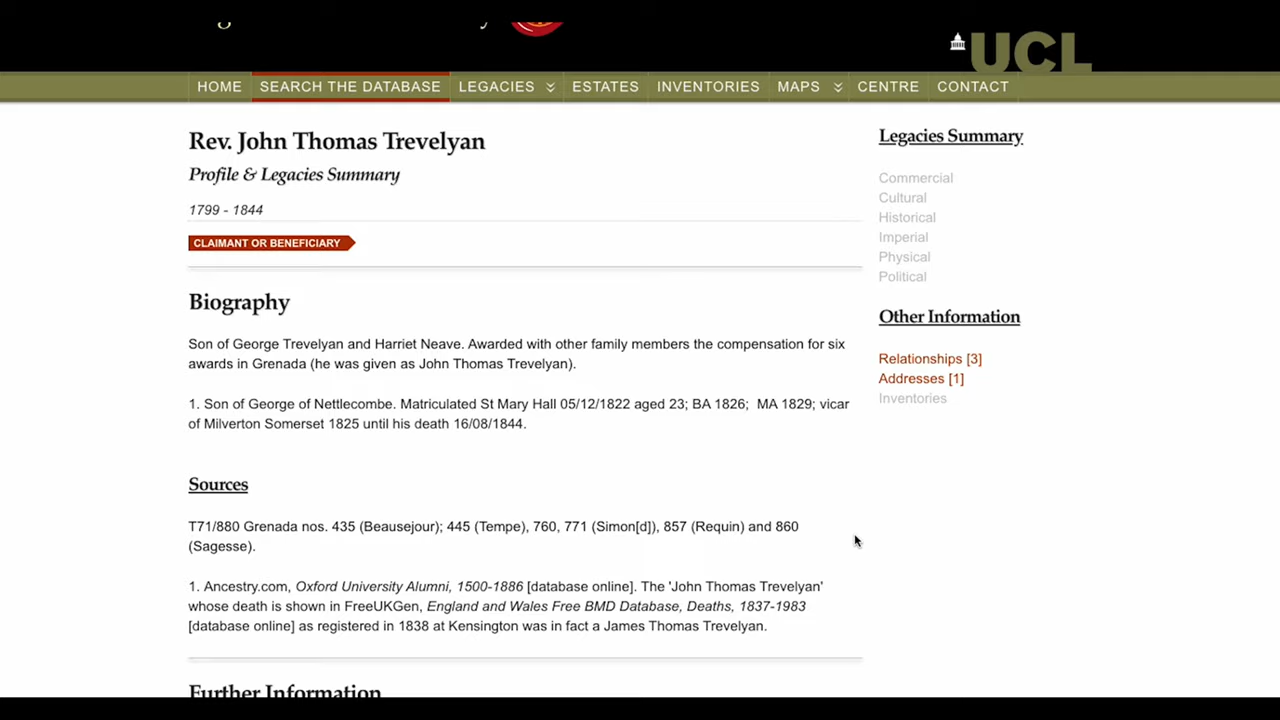 UCL
HOME SEARCH THE DATABASE LEGACIES ESTATES INVENTORIES MAPS CENTRE CONTACT
Rev. John Thomas Trevelyan
Profile & Legacies Summary
1799 - 1844
CLAIMANT OR BENEFICIARY
Biography
Son of George Trevelyan and Harriet Neave. Awarded with other family members the compensation for six
awards in Grenada (he was given as John Thomas Trevelyan).
1. Son of George of Nettlecombe. Matriculated St Mary Hall 05/12/1822 aged 23; BA 1826;  MA 1829; vicar
of Milverton Somerset 1825 until his death 16/08/1844.
Sources
T71/880 Grenada nos. 435 (Beausejour); 445 (Tempe), 760, 771 (Simon[d]), 857 (Requin) and 860
(Sagesse).
1. Ancestry.com, Oxford University Alumni, 1500-1886 [database online]. The 'John Thomas Trevelyan'
whose death is shown in FreeUKGen, England and Wales Free BMD Database, Deaths, 1837-1983
[database online] as registered in 1838 at Kensington was in fact a James Thomas Trevelyan.
Further Information
Legacies Summary
Commercial
Cultural
Historical
Imperial
Physical
Political
Other Information
Relationships [3]
Addresses [1]
Inventories